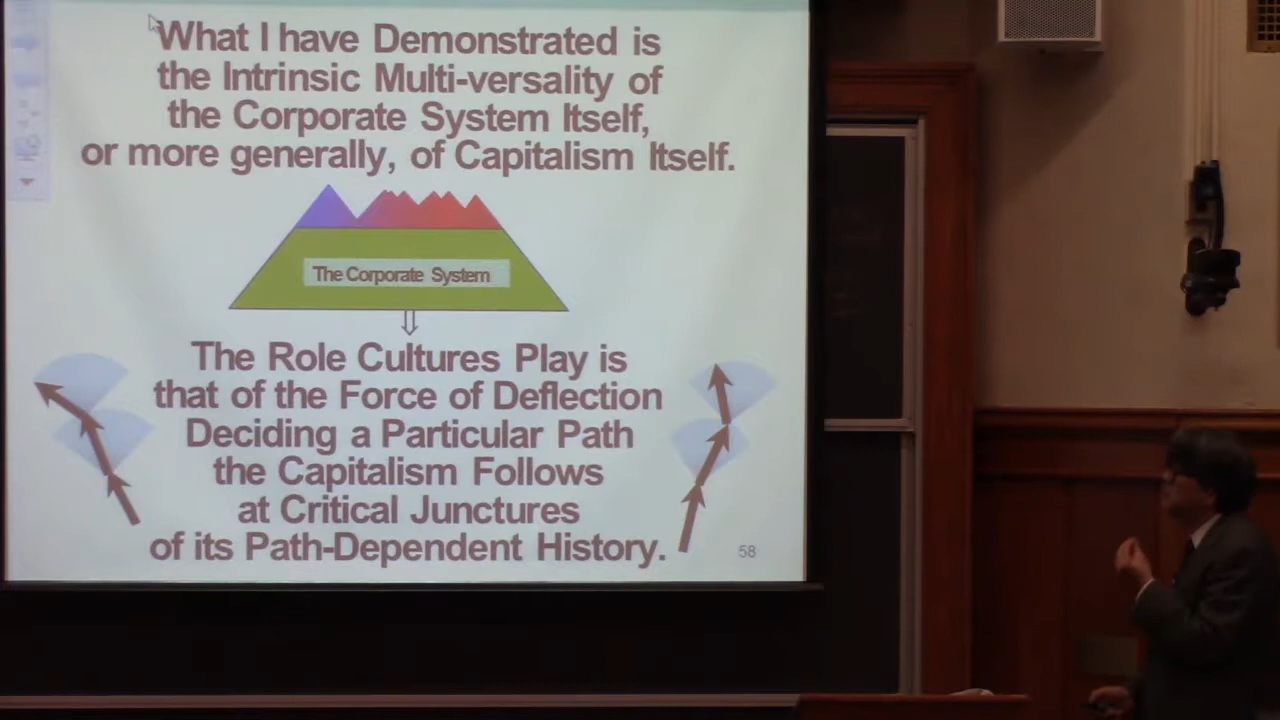 What I have Demonstrated is
the Intrinsic Multi-versality of
the Corporate System Itself,
or more generally, of Capitalism Itself.
The Corporate System
The Role Cultures Play is
that of the Force of Deflection
Deciding a Particular Path
the Capitalism Follows
at Critical Junctures
of its Path-Dependent History.
58